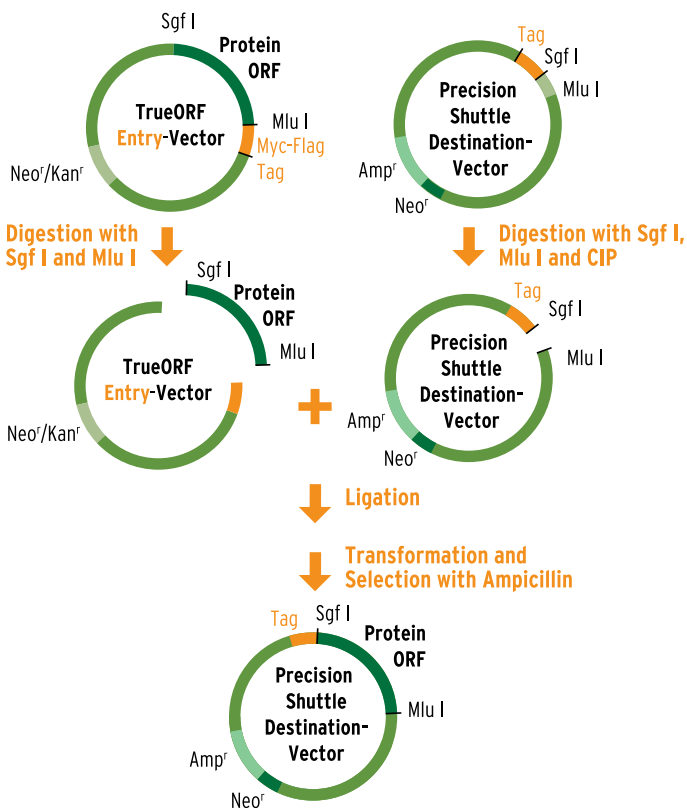 Sgf I
Protein
ORF
TrueORF
Entry-Vector
Mlu I
Myc-Flag
Tag
Neoʳ/Kanʳ
Tag
Sgf I
Mlu I
Precision
Shuttle
Destination-
Vector
Ampʳ
Neoʳ
Digestion with
Sgf I and Mlu I
Digestion with Sgf I,
Mlu I and CIP
Sgf I
Protein
ORF
Mlu I
TrueORF
Entry-Vector
Neoʳ/Kanʳ
Tag
Sgf I
Mlu I
Precision
Shuttle
Destination-
Vector
Ampʳ
Neoʳ
Ligation
Transformation and
Selection with Ampicillin
Tag
Sgf I
Protein
ORF
Precision
Shuttle
Destination-
Vector
Mlu I
Ampʳ
Neoʳ